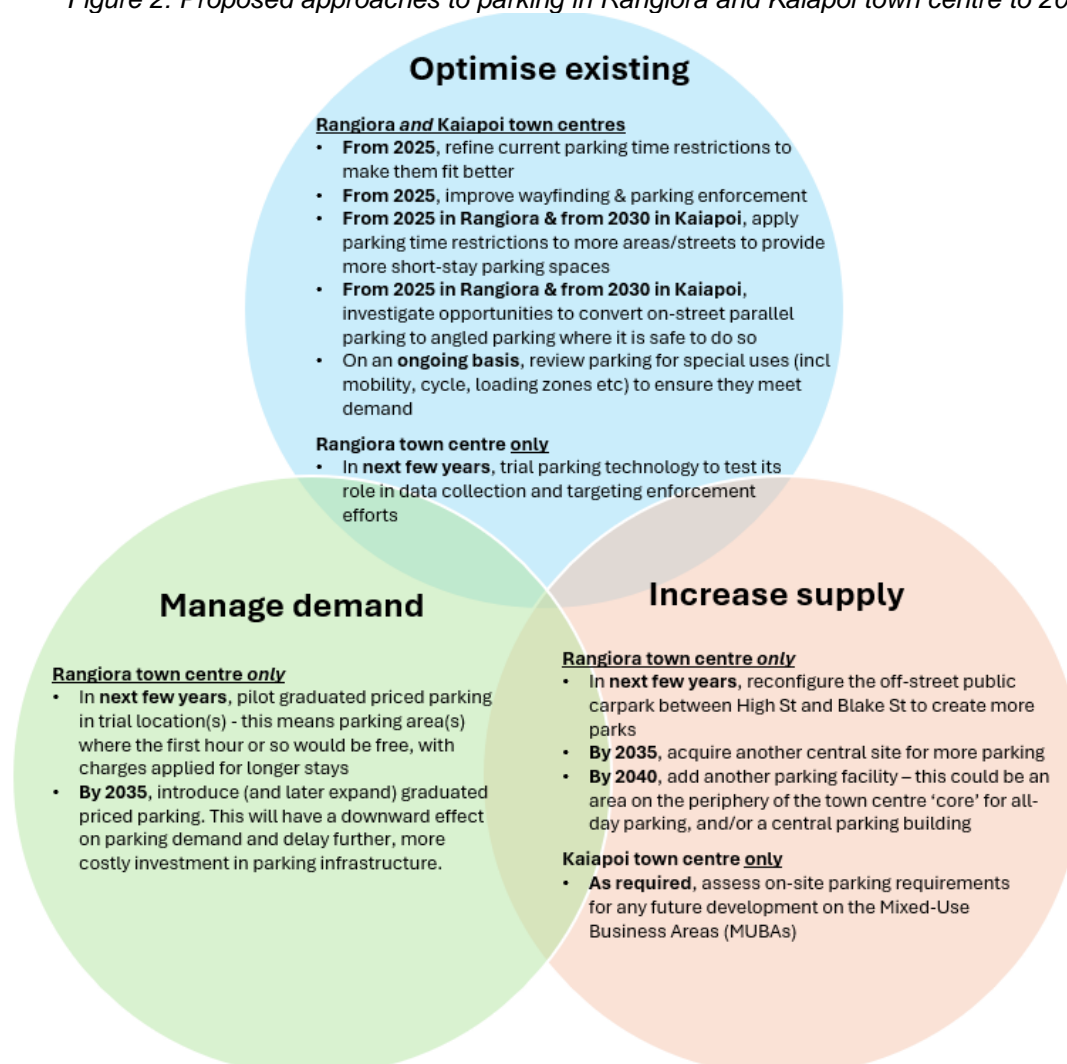 Figure 2: Proposed approaches to parking in Rangiora and Kaiapoi town centre to 20
Optimise existing
Rangiora and Kaiapoi town centres
• From 2025, refine current parking time restrictions to
make them fit better
• From 2025, improve wayfinding & parking enforcement
• From 2025 in Rangiora & from 2030 in Kaiapoi, apply
parking time restrictions to more areas/streets to provide
more short-stay parking spaces
• From 2025 in Rangiora & from 2030 in Kaiapoi,
investigate opportunities to convert on-street parallel
parking to angled parking where it is safe to do so
• On an ongoing basis, review parking for special uses (incl
mobility, cycle, loading zones etc) to ensure they meet
demand
Rangiora town centre only
• In next few years, trial parking technology to test its
role in data collection and targeting enforcement
efforts
Manage demand
Rangiora town centre only
• In next few years, pilot graduated priced parking
in trial location(s) - this means parking area(s)
where the first hour or so would be free, with
charges applied for longer stays
• By 2035, introduce (and later expand) graduated
priced parking. This will have a downward effect
on parking demand and delay further, more
costly investment in parking infrastructure.
Increase supply
Rangiora town centre only
• In next few years, reconfigure the off-street public
carpark between High St and Blake St to create more
parks
• By 2035, acquire another central site for more parking
• By 2040, add another parking facility – this could be an
area on the periphery of the town centre ‘core’ for all-
day parking, and/or a central parking building
Kaiapoi town centre only
• As required, assess on-site parking requirements
for any future development on the Mixed-Use
Business Areas (MUBAs)